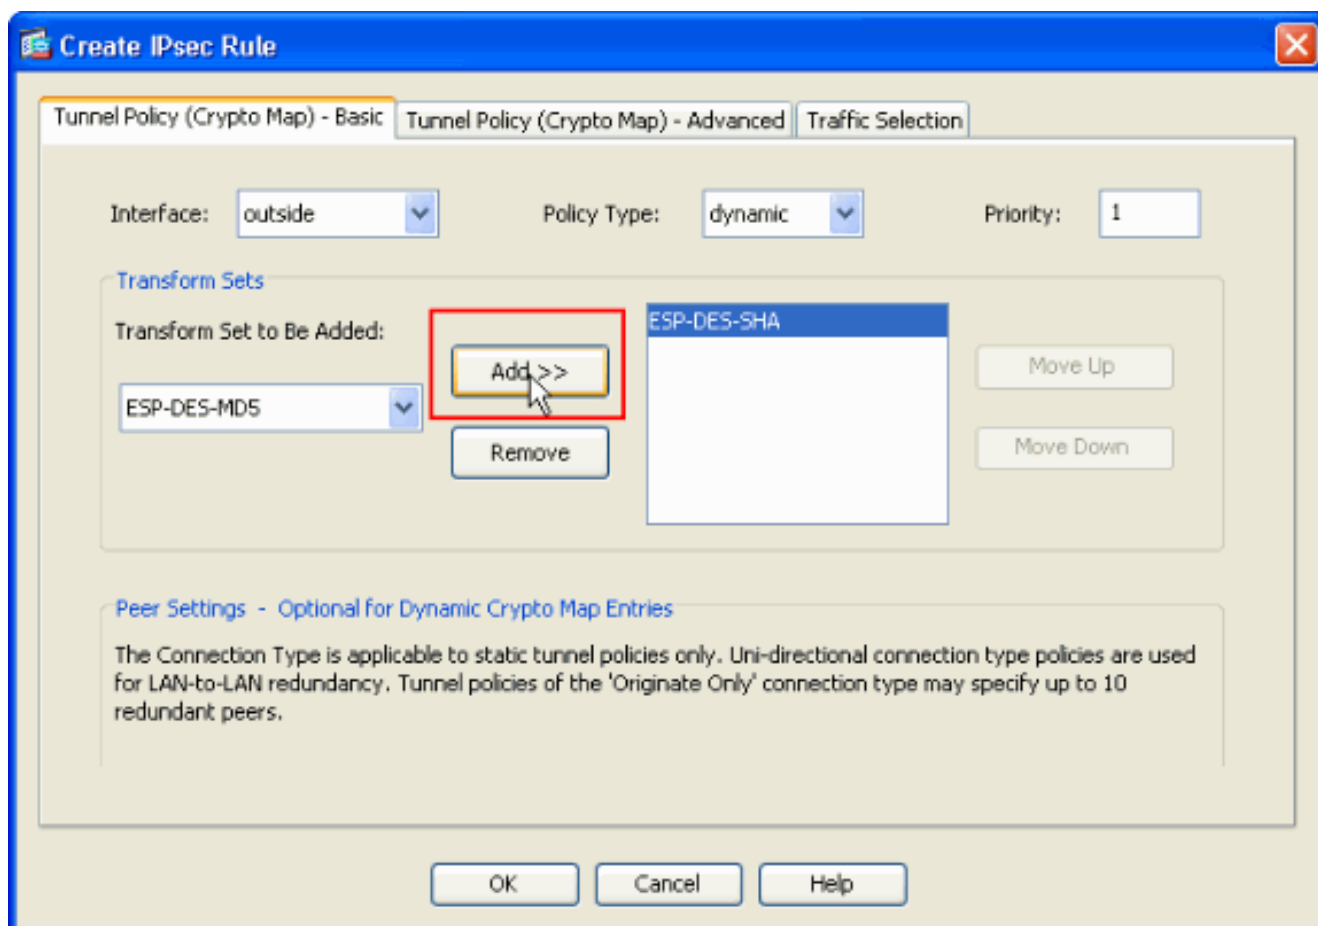 Create IPsec Rule
Tunnel Policy (Crypto Map) - Basic Tunnel Policy (Crypto Map) - Advanced Traffic Selection
Interface: outside Policy Type: dynamic Priority: 1
Transform Sets
Transform Set to Be Added:
ESP-DES-MD5
Add >>
Remove
ESP-DES-SHA
Move Up
Move Down
Peer Settings - Optional for Dynamic Crypto Map Entries
The Connection Type is applicable to static tunnel policies only. Uni-directional connection type policies are used
for LAN-to-LAN redundancy. Tunnel policies of the 'Originate Only' connection type may specify up to 10
redundant peers.
OK Cancel Help